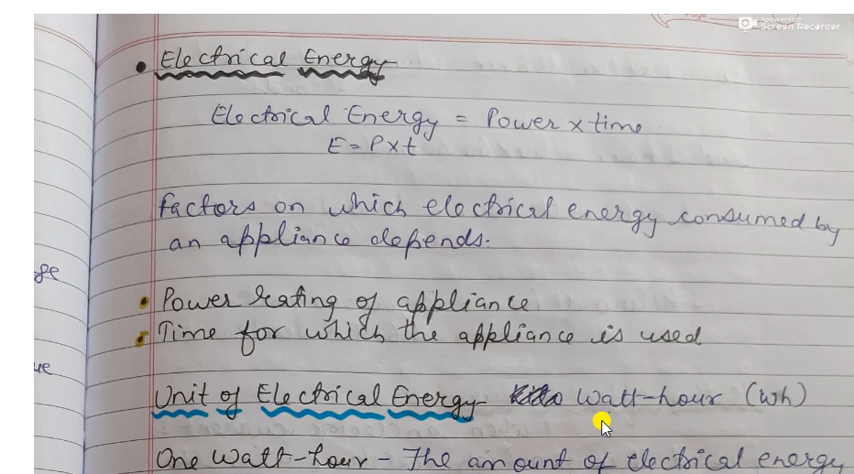 Apowersoft
Screen Recorder
• Electrical Energy
Electrical Energy = Power x time
E = P x t
factors on which electrical energy consumed by
an appliance depends.
• Power rating of appliance
• Time for which the appliance is used
Unit of Electrical Energy Watt-hour (Wh)
One Watt-hour - The amount of electrical energy